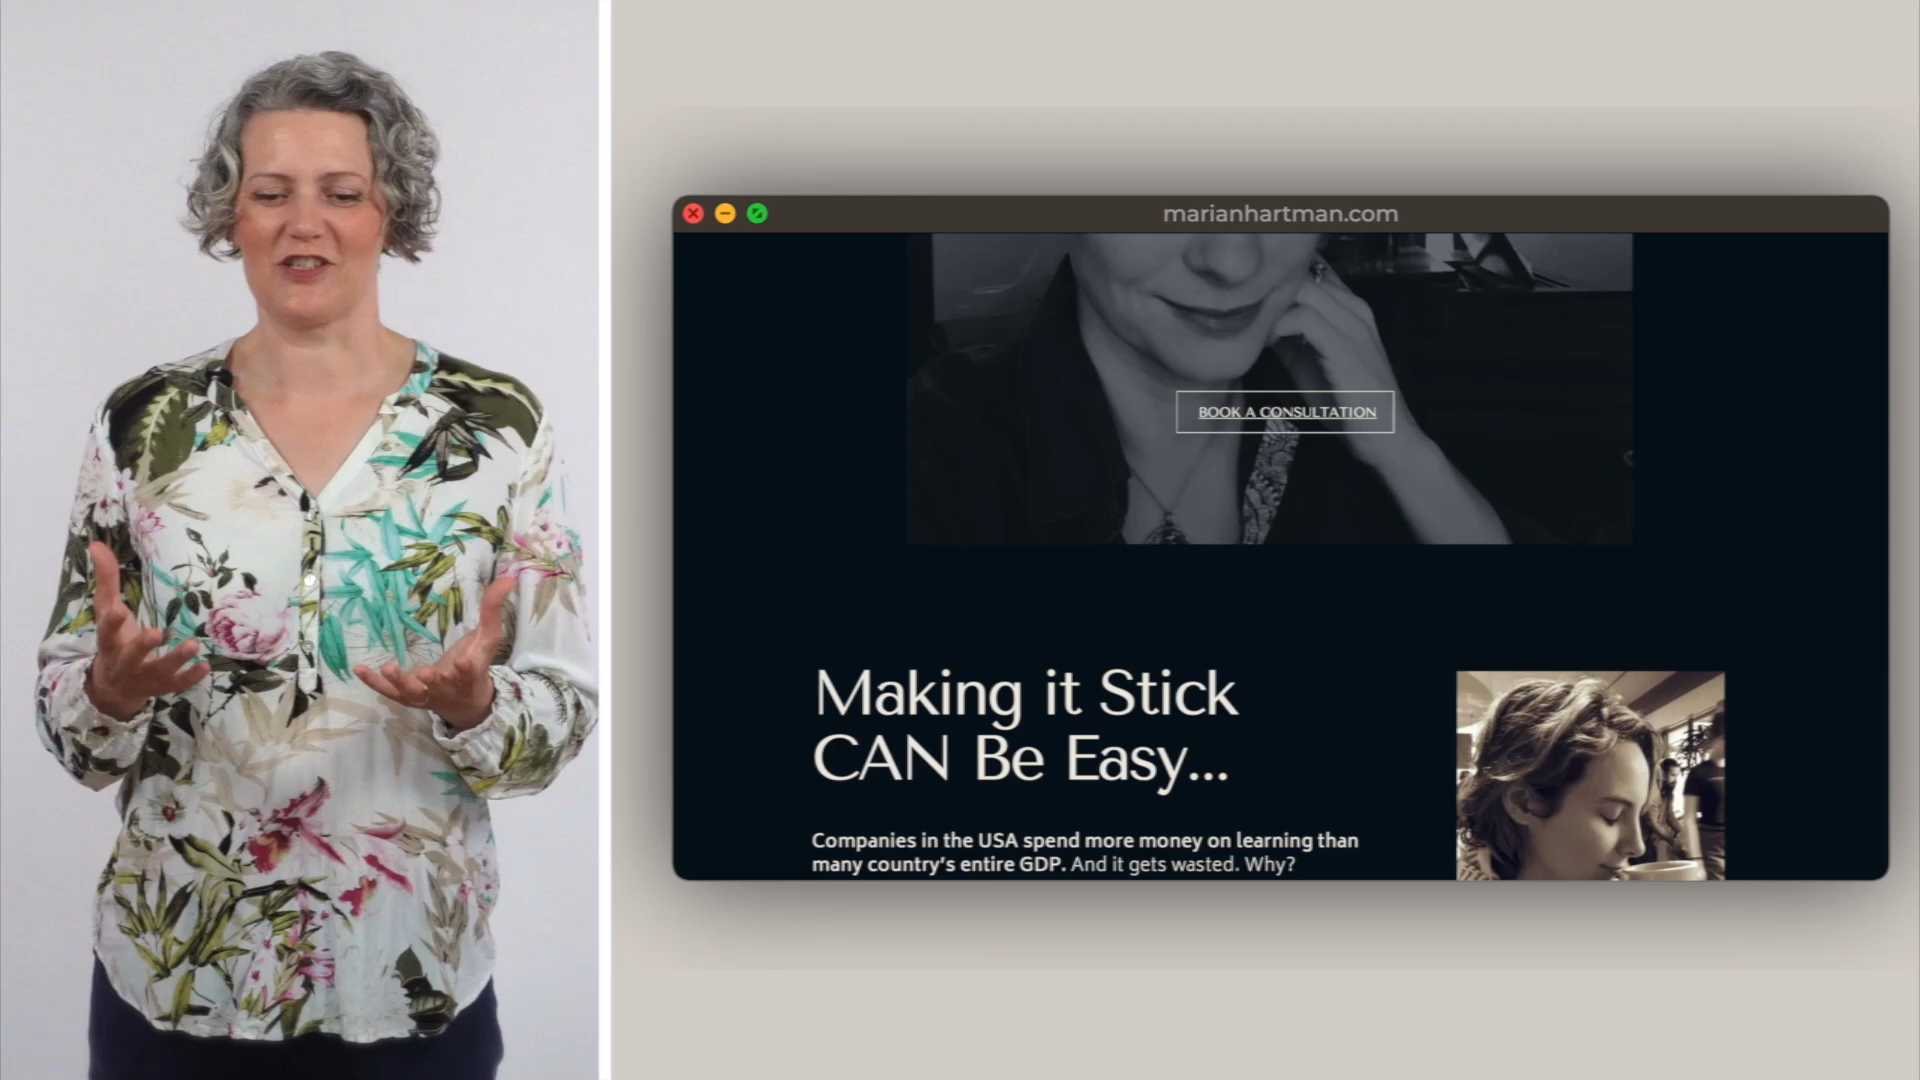 marianhartman.com
BOOK A CONSULTATION
Making it Stick
CAN Be Easy...
Companies in the USA spend more money on learning than
many country's entire GDP. And it gets wasted. Why?